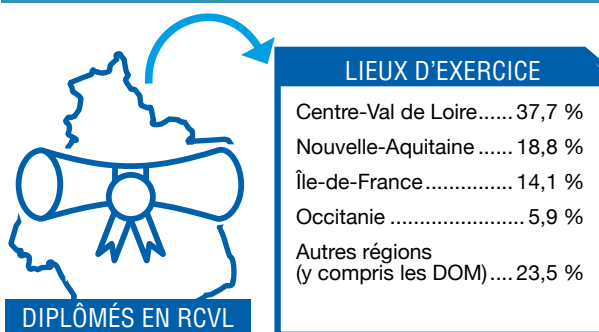 LIEUX D'EXERCICE
Centre-Val de Loire...... 37,7 %
Nouvelle-Aquitaine ...... 18,8 %
Île-de-France............... 14,1 %
Occitanie ........................ 5,9 %
Autres régions
(y compris les DOM).... 23,5 %
DIPLÔMÉS EN RCVL